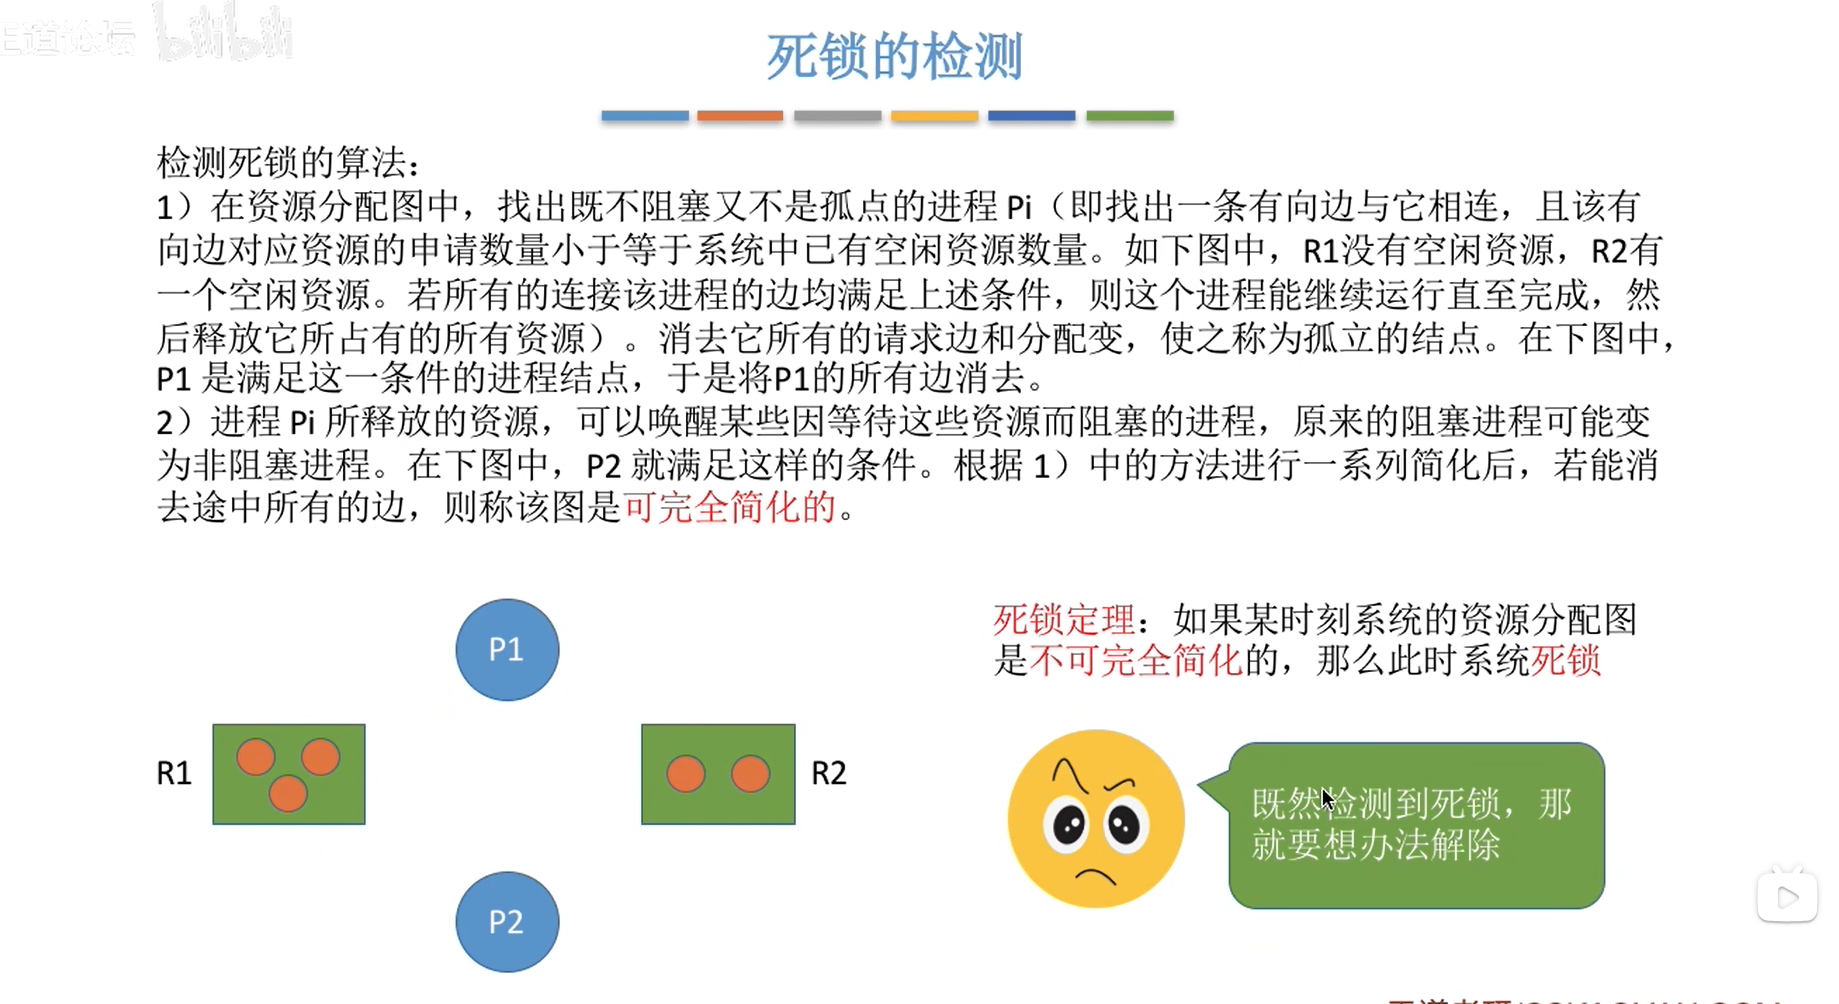 王道论坛 bilibili
死锁的检测
检测死锁的算法：
1）在资源分配图中，找出既不阻塞又不是孤点的进程 Pi（即找出一条有向边与它相连，且该有
向边对应资源的申请数量小于等于系统中已有空闲资源数量。如下图中，R1没有空闲资源，R2有
一个空闲资源。若所有的连接该进程的边均满足上述条件，则这个进程能继续运行直至完成，然
后释放它所占有的所有资源）。消去它所有的请求边和分配变，使之称为孤立的结点。在下图中，
P1 是满足这一条件的进程结点，于是将P1的所有边消去。
2）进程 Pi 所释放的资源，可以唤醒某些因等待这些资源而阻塞的进程，原来的阻塞进程可能变
为非阻塞进程。在下图中，P2 就满足这样的条件。根据 1）中的方法进行一系列简化后，若能消
去途中所有的边，则称该图是可完全简化的。
P1
R1
R2
P2
死锁定理：如果某时刻系统的资源分配图
是不可完全简化的，那么此时系统死锁
既然检测到死锁，那
就要想办法解除